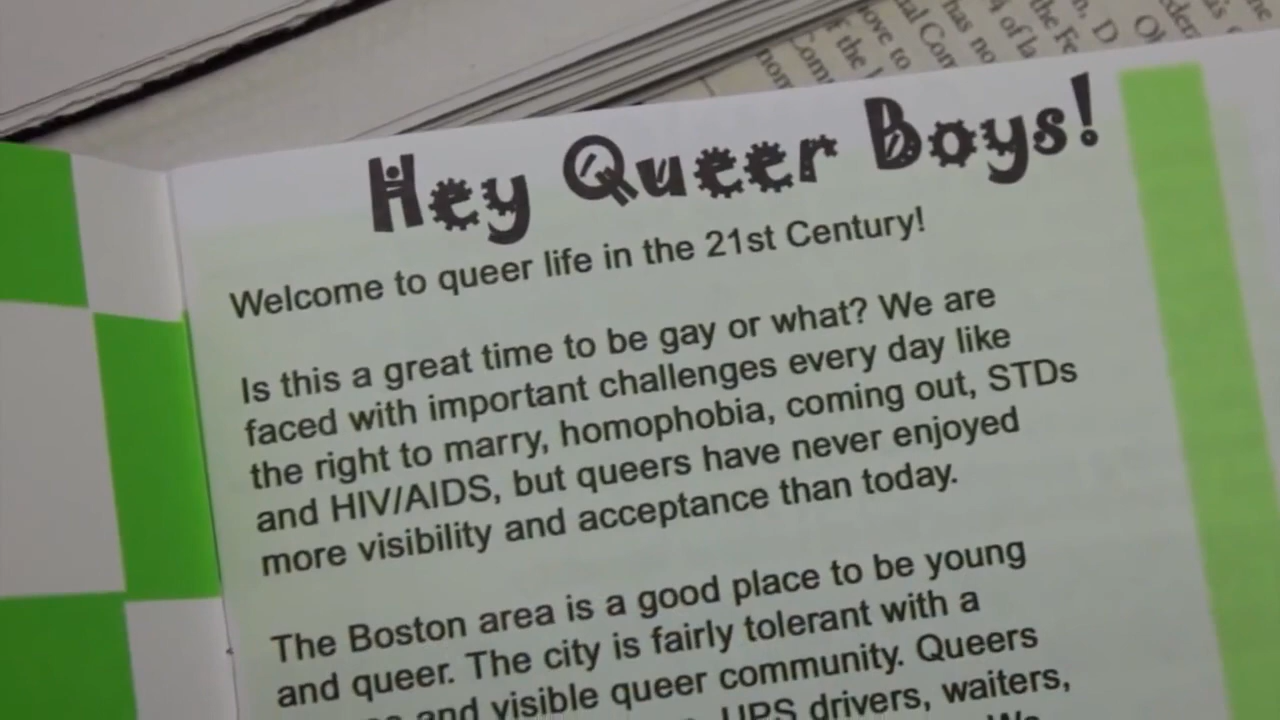 Hey Queer Boys!
Welcome to queer life in the 21st Century!
Is this a great time to be gay or what? We are
faced with important challenges every day like
the right to marry, homophobia, coming out, STDs
and HIV/AIDS, but queers have never enjoyed
more visibility and acceptance than today.
The Boston area is a good place to be young
and queer. The city is fairly tolerant with a
and visible queer community. Queers
UPS drivers, waiters,
We